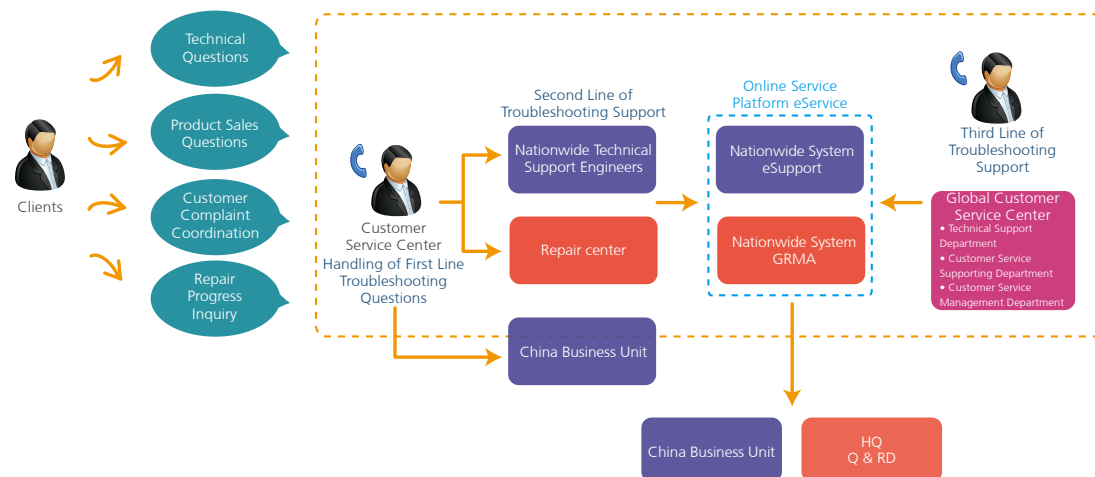 Clients
Technical
Questions
Product Sales
Questions
Customer
Complaint
Coordination
Repair
Progress
Inquiry
Customer
Service Center
Handling of First Line
Troubleshooting
Questions
Second Line of
Troubleshooting Support
Nationwide Technical
Support Engineers
Repair center
China Business Unit
Online Service
Platform eService
Nationwide System
eSupport
Nationwide System
GRMA
Third Line of
Troubleshooting
Support
Global Customer
Service Center
• Technical Support
Department
• Customer Service
Supporting Department
• Customer Service
Management Department
China Business Unit
HQ
Q & RD